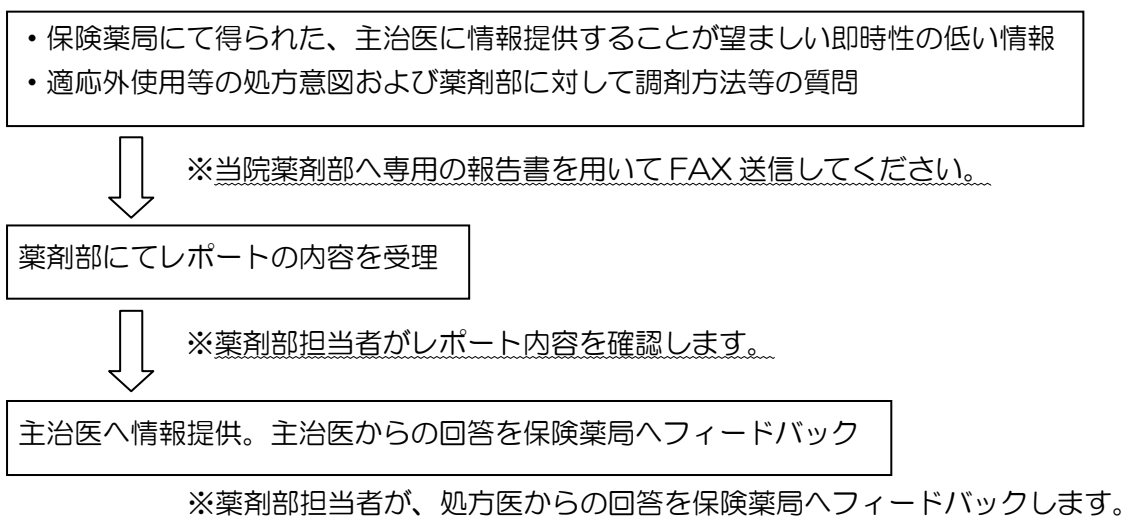 ・保険薬局にて得られた、主治医に情報提供することが望ましい即時性の低い情報
・適応外使用等の処方意図および薬剤部に対して調剤方法等の質問
※当院薬剤部へ専用の報告書を用いて FAX 送信してください。
薬剤部にてレポートの内容を受理
※薬剤部担当者がレポート内容を確認します。
主治医へ情報提供。主治医からの回答を保険薬局へフィードバック
※薬剤部担当者が、処方医からの回答を保険薬局へフィードバックします。